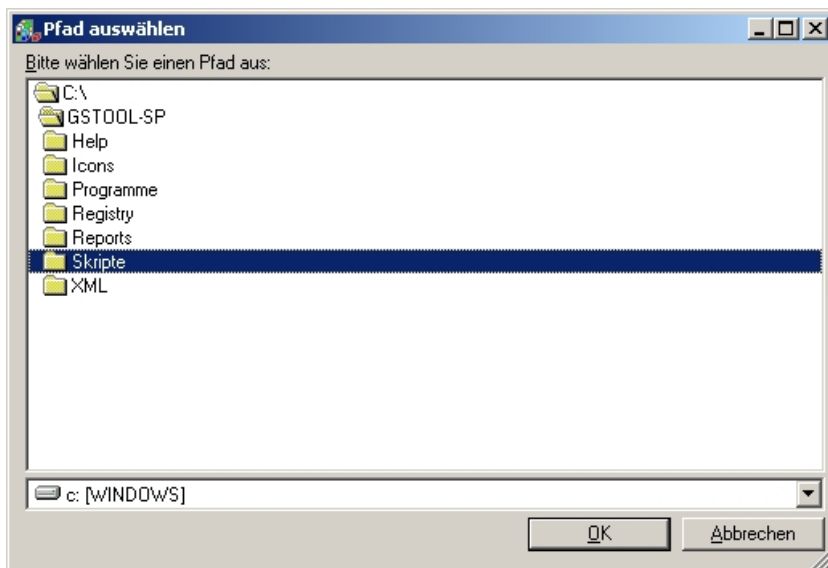 Pfad auswählen
Bitte wählen Sie einen Pfad aus:
C:\
GSTOOL-SP
Help
Icons
Programme
Registry
Reports
Skripte
XML
c: [WINDOWS]
OK Abbrechen